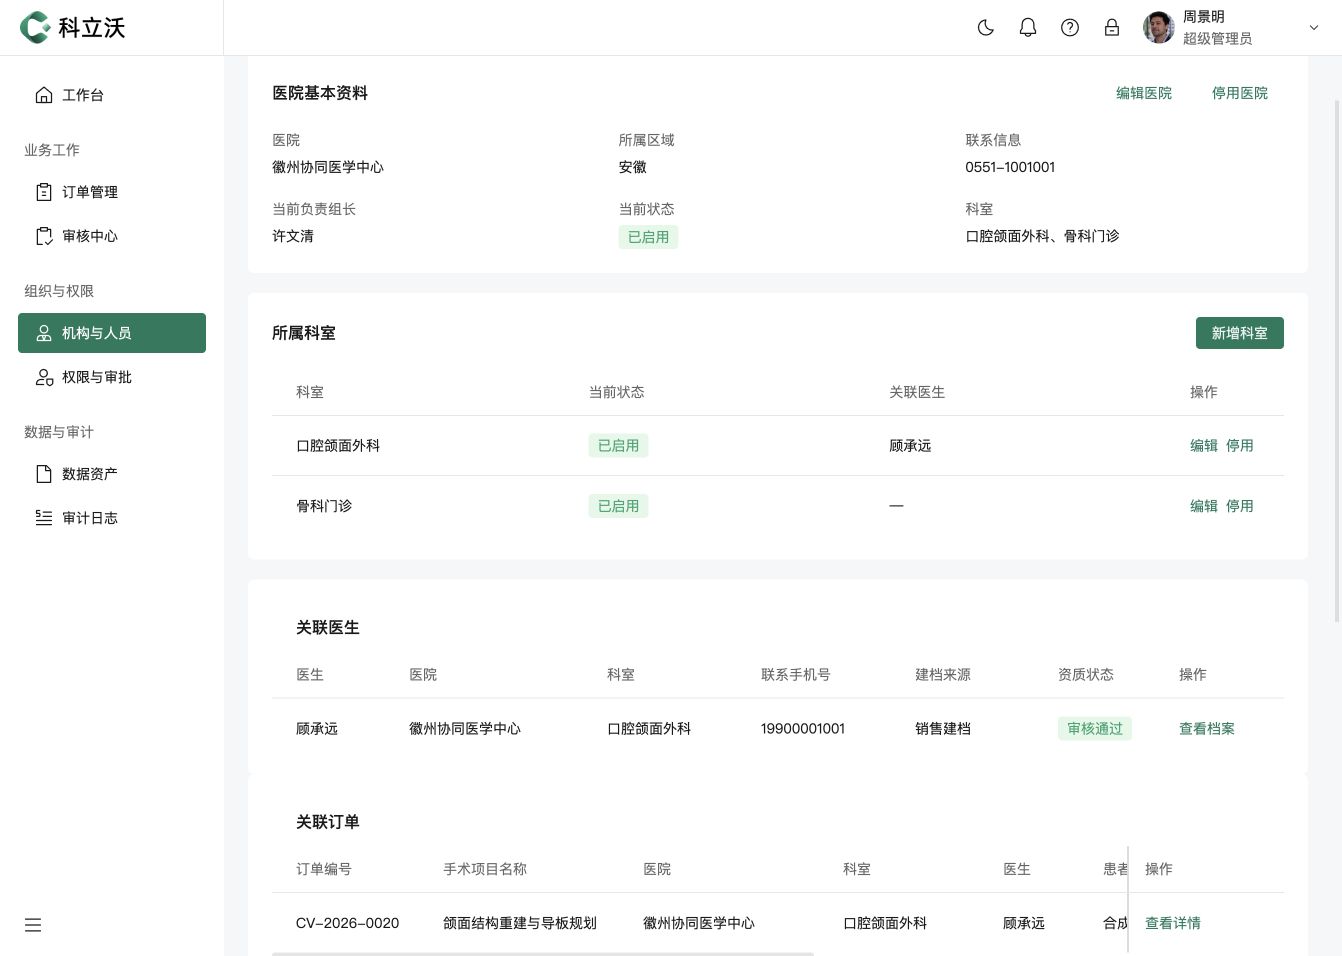 科立沃
周景明
超级管理员
工作台
业务工作
订单管理
审核中心
组织与权限
机构与人员
权限与审批
数据与审计
数据资产
审计日志
医院基本资料
编辑医院 停用医院
医院 所属区域 联系信息
徽州协同医学中心 安徽 0551-1001001
当前负责组长 当前状态 科室
许文清 已启用 口腔颌面外科、骨科门诊
所属科室 新增科室
科室 当前状态 关联医生 操作
口腔颌面外科 已启用 顾承远 编辑 停用
骨科门诊 已启用 — 编辑 停用
关联医生
医生 医院 科室 联系手机号 建档来源 资质状态 操作
顾承远 徽州协同医学中心 口腔颌面外科 19900001001 销售建档 审核通过 查看档案
关联订单
订单编号 手术项目名称 医院 科室 医生 患者 操作
CV-2026-0020 颌面结构重建与导板规划 徽州协同医学中心 口腔颌面外科 顾承远 合成 查看详情